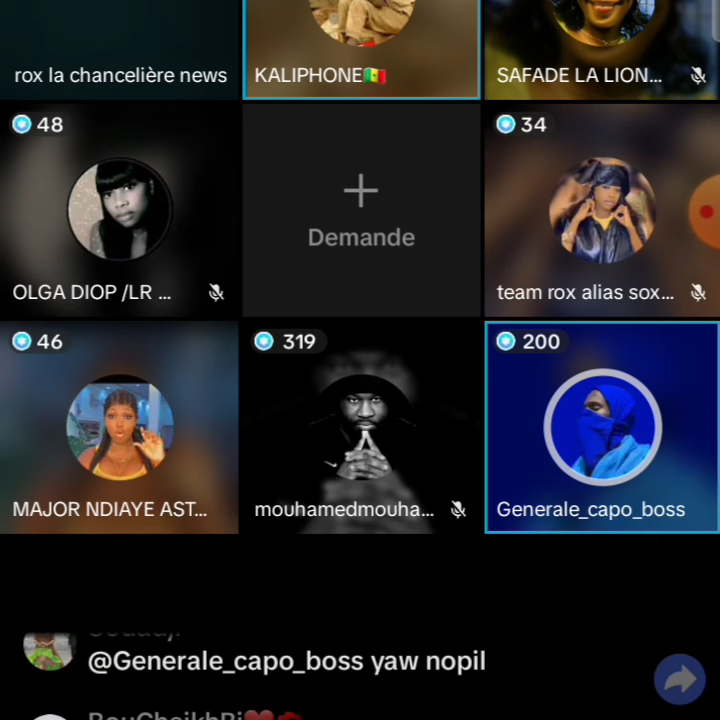 rox la chancelière news
KALIPHONE🇸🇳
SAFADE LA LION...
48
34
Demande
OLGA DIOP /LR ...
team rox alias sox...
46
319
200
MAJOR NDIAYE AST...
mouhamedmouha...
Generale_capo_boss
@Generale_capo_boss yaw nopil